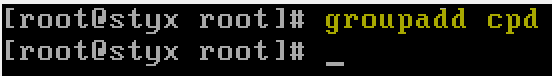 [root@styx root]# groupadd cpd
[root@styx root]# _